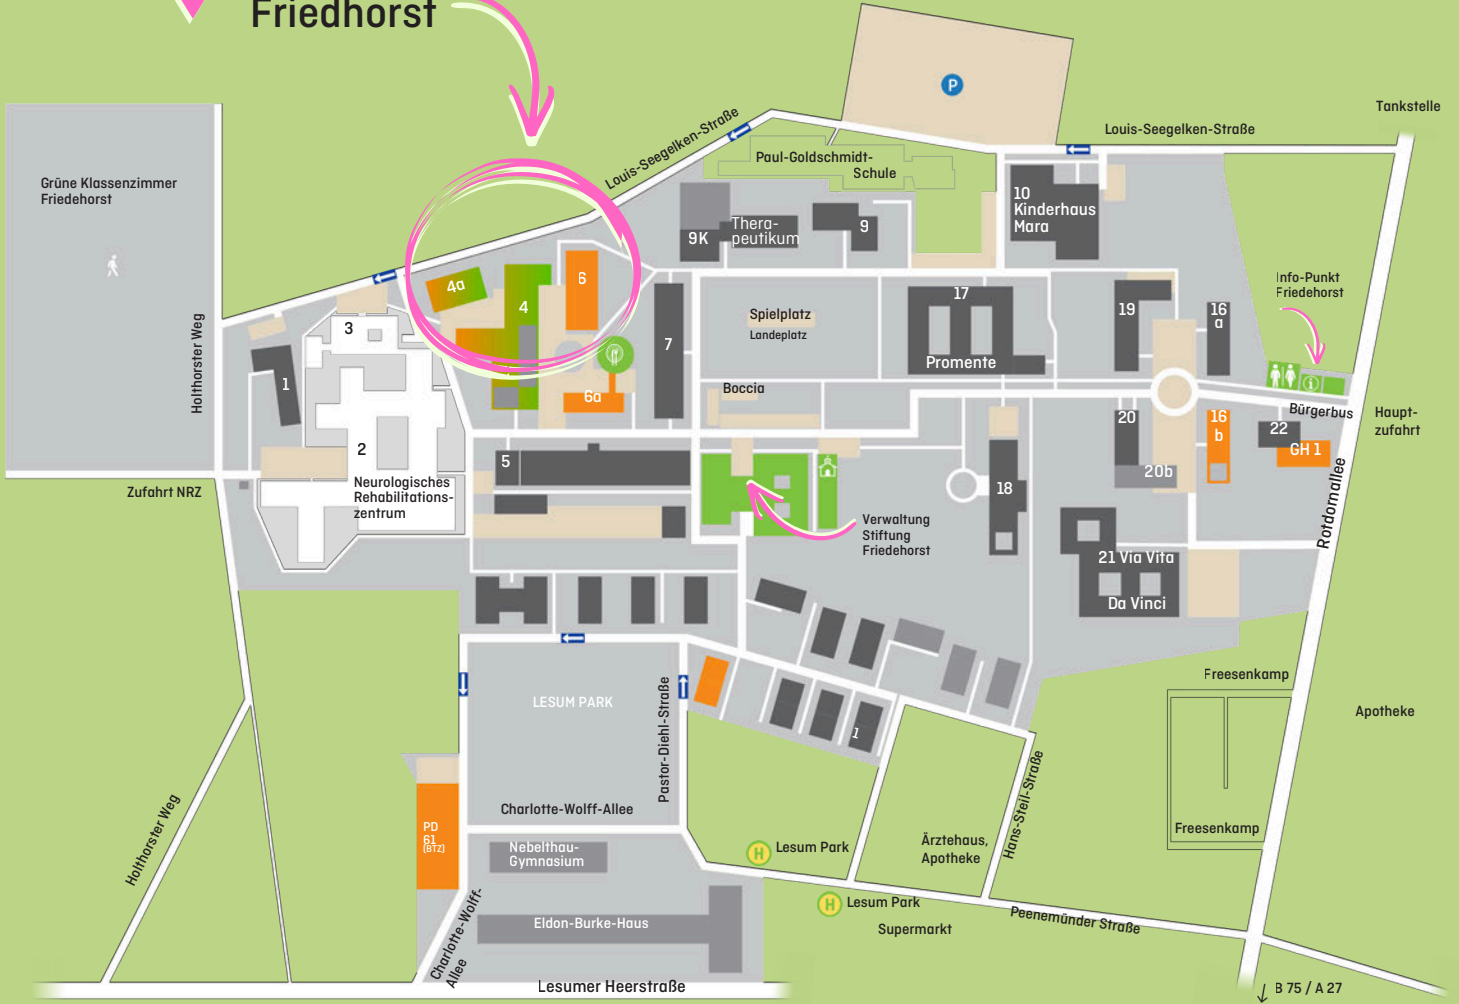 Friedhorst
P
Tankstelle
Louis-Seegelken-Straße
Louis-Seegelken-Straße
Paul-Goldschmidt-
Schule
Grüne Klassenzimmer
Friedehorst
10
Kinderhaus
Mara
9K
Thera-
peutikum
9
Info-Punkt
Friedehorst
4a
4
6
3
7
17
Promente
19
16
a
Spielplatz
Landeplatz
Holthorster Weg
1
6a
Boccia
i
Bürgerbus
Haupt-
zufahrt
20
16
b
22
GH 1
2
5
20b
Neurologisches
Rehabilitations-
zentrum
Zufahrt NRZ
18
Verwaltung
Stiftung
Friedehorst
Rotdornallee
21 Via Vita
Da Vinci
Freesenkamp
LESUM PARK
Pastor-Diehl-Straße
1
Apotheke
Hans-Steil-Straße
Charlotte-Wolff-Allee
Freesenkamp
PD
61
(BTZ)
Nebelthau-
Gymnasium
H
Lesum Park
Ärztehaus,
Apotheke
Holthorster Weg
H
Lesum Park
Supermarkt
Peenemünder Straße
Eldon-Burke-Haus
Charlotte-Wolff-
Allee
Lesumer Heerstraße
B 75 / A 27